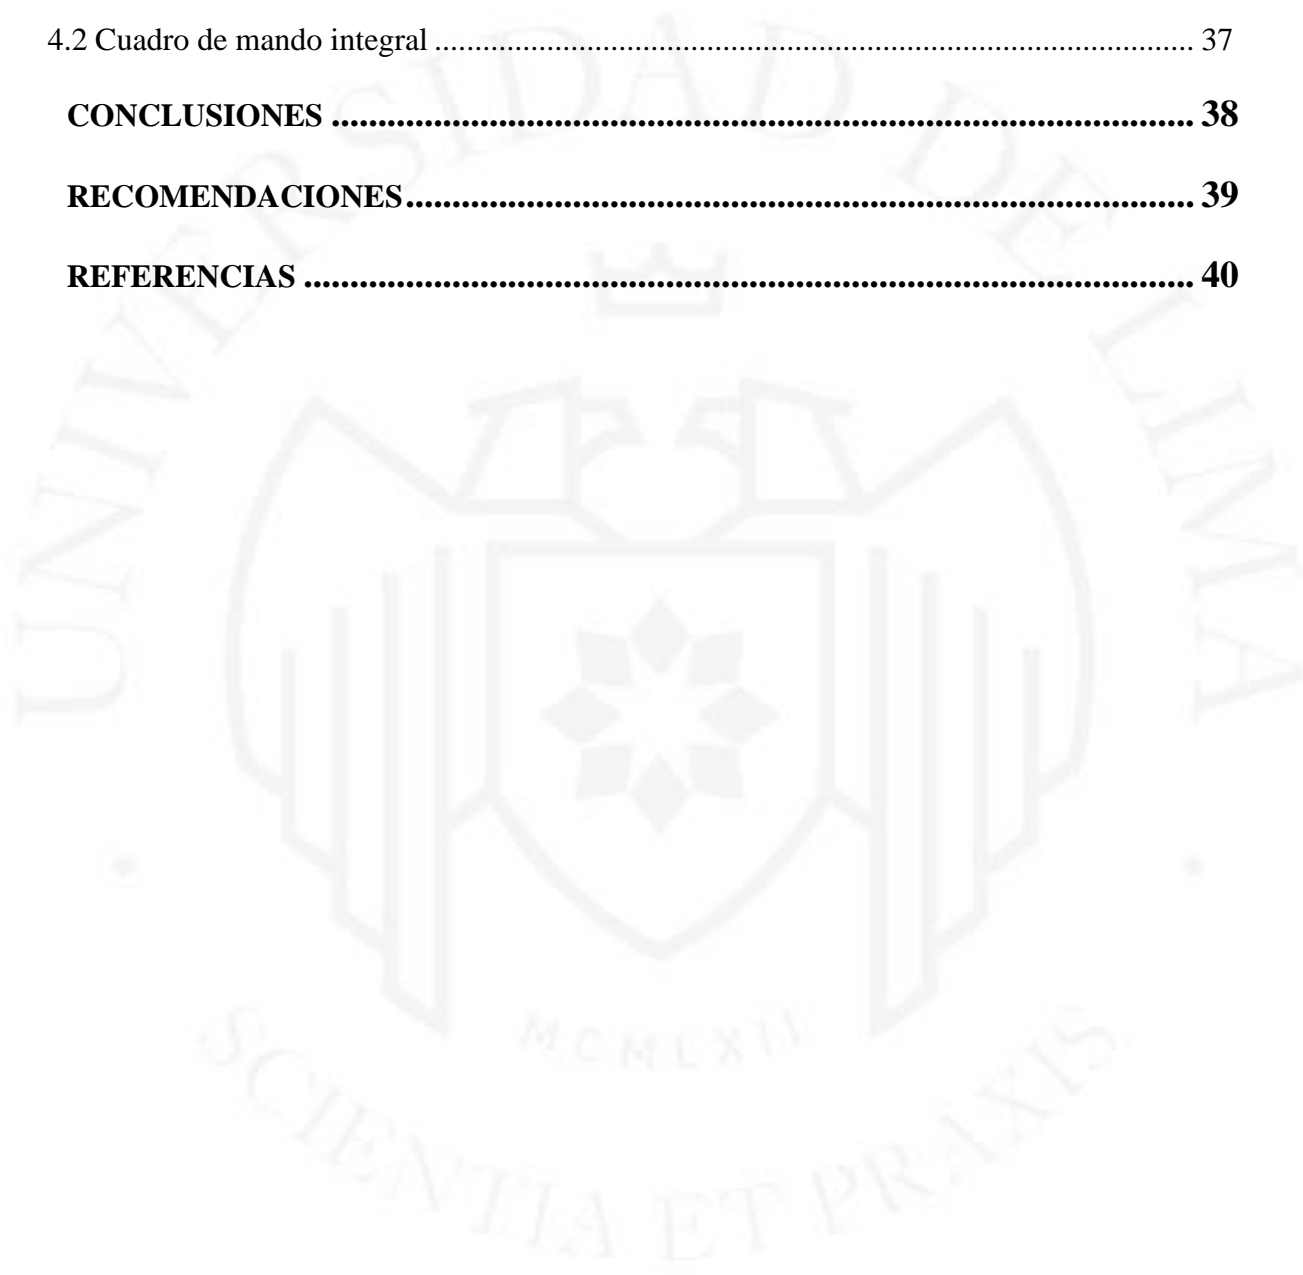 4.2 Cuadro de mando integral ................................................................................................ 37
CONCLUSIONES ............................................................................................. 38
RECOMENDACIONES..................................................................................... 39
REFERENCIAS ................................................................................................ 40
UNIVERSIDAD DE LIMA
MCMLXII
SCIENTIA ET PRAXIS